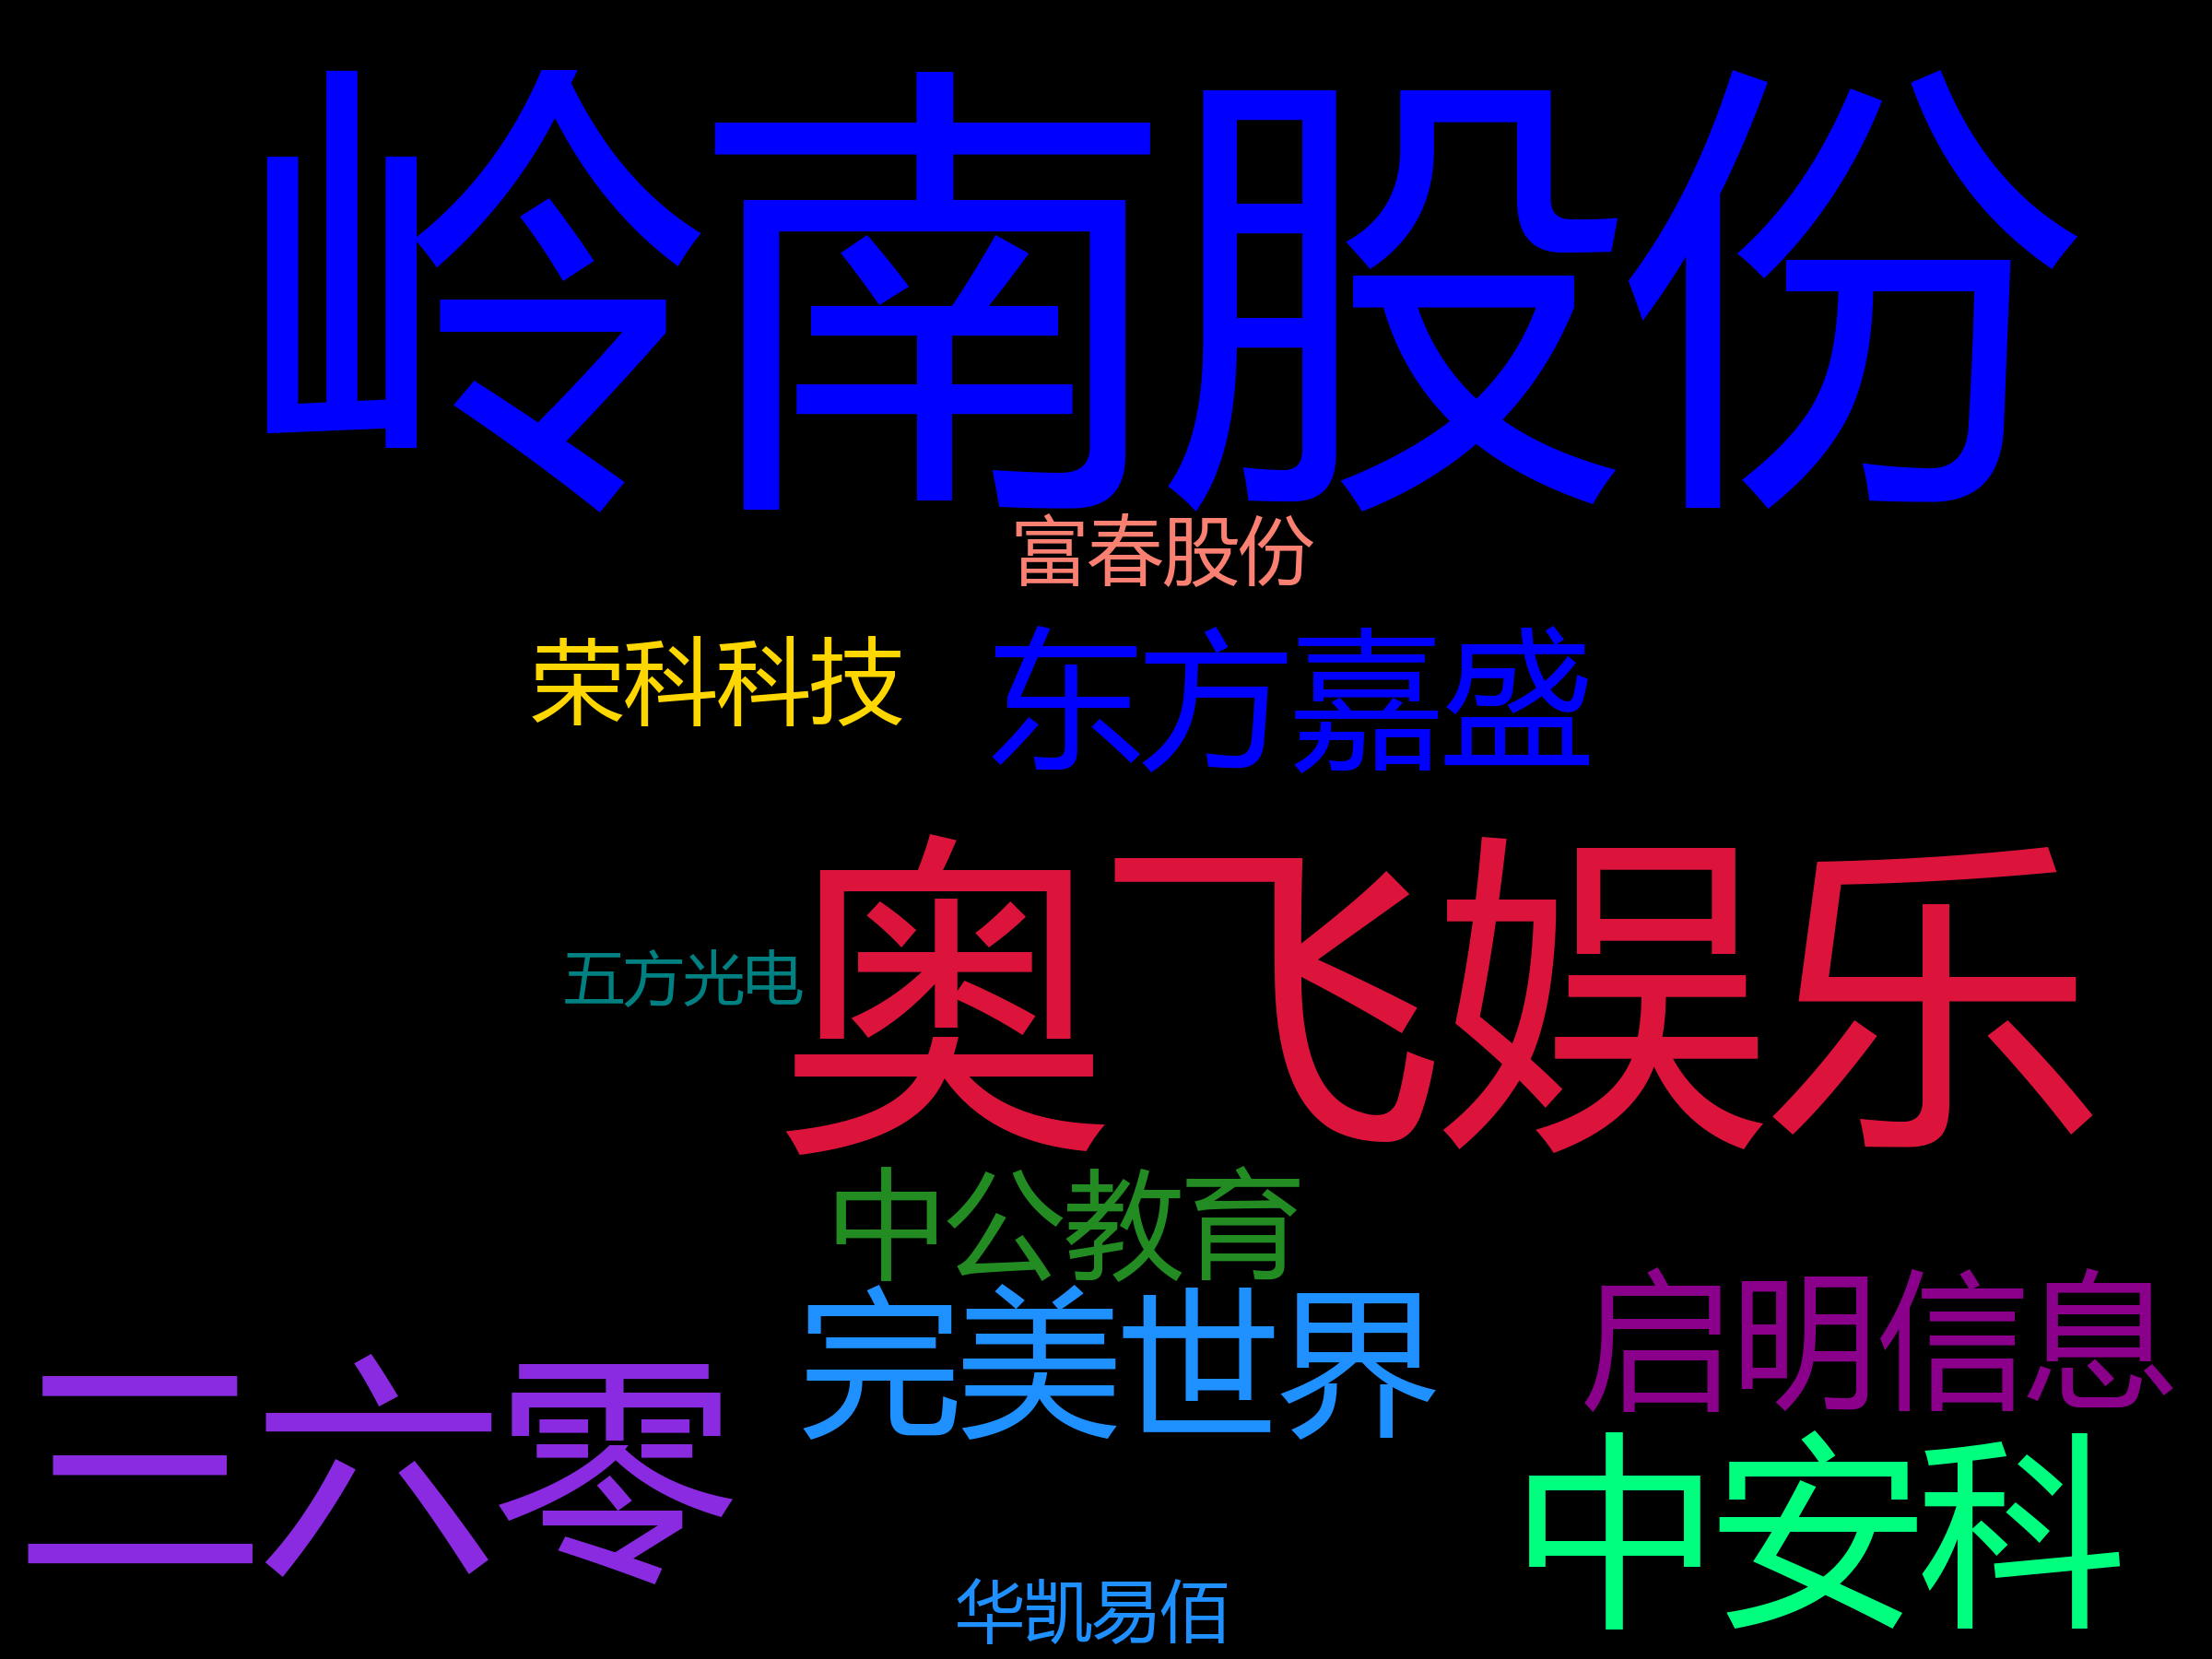 岭南股份
富春股份
荣科科技
东方嘉盛
奥飞娱乐
五方光电
中公教育
完美世界
启明信息
三六零
中安科
华凯易佰